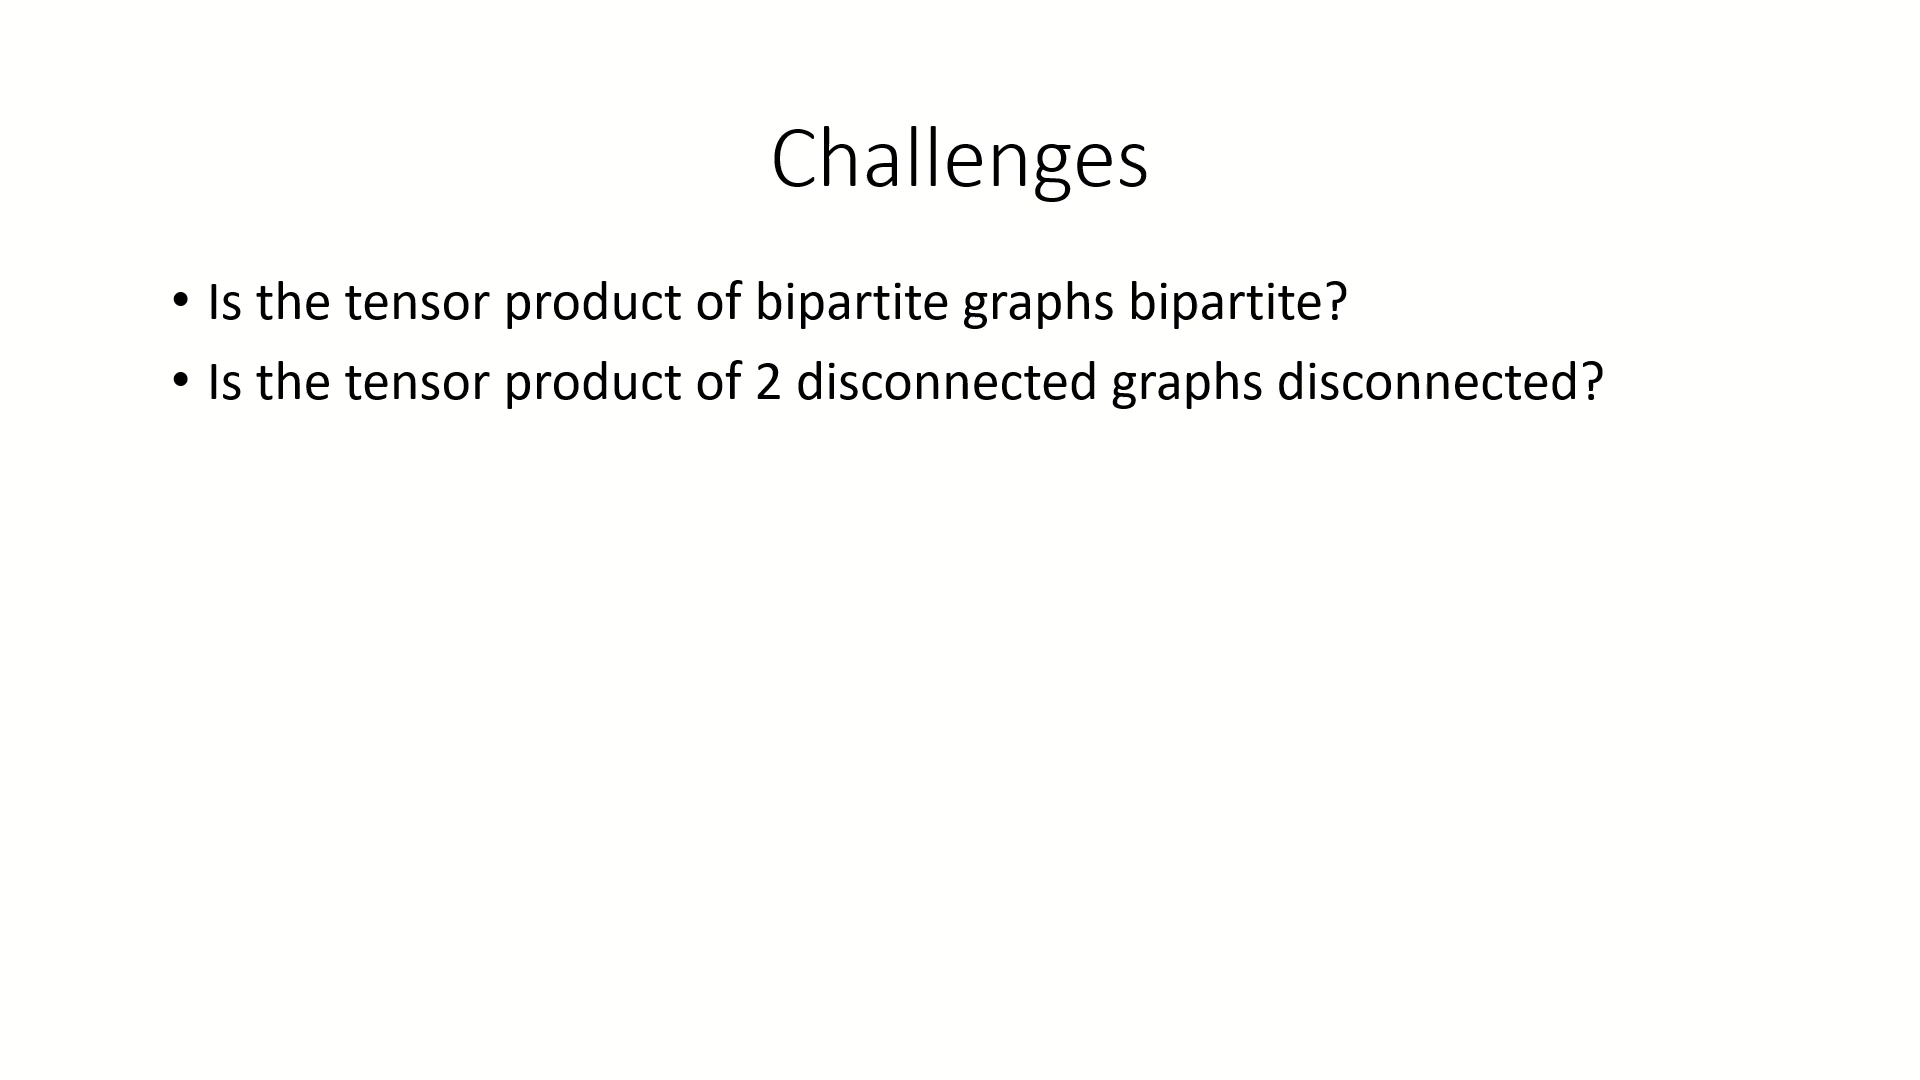 Challenges
• Is the tensor product of bipartite graphs bipartite?
• Is the tensor product of 2 disconnected graphs disconnected?